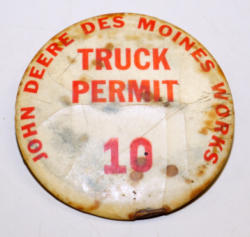 JOHN DEERE DES MOINES WORKS
TRUCK
PERMIT
10